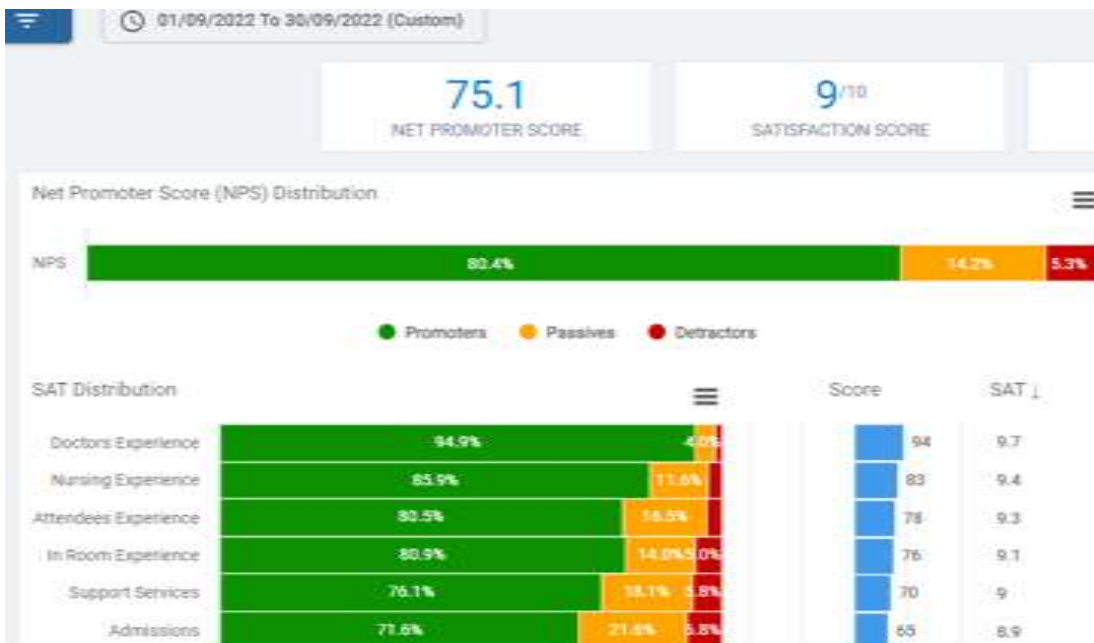 01/09/2022 To 30/09/2022 (Custom)
75.1
NET PROMOTER SCORE
9/10
SATISFACTION SCORE
Net Promoter Score (NPS) Distribution
NPS 80.4% 14.2% 5.3%
Promoters Passives Detractors
SAT Distribution Score SAT ↓
Doctors Experience 94.9% 4.0% 94 9.7
Nursing Experience 85.9% 11.6% 83 9.4
Attendees Experience 80.5% 16.5% 78 9.3
In Room Experience 80.9% 14.0% 5.0% 76 9.1
Support Services 76.1% 18.1% 5.8% 70 9
Admissions 71.6% 21.6% 6.8% 65 8.9